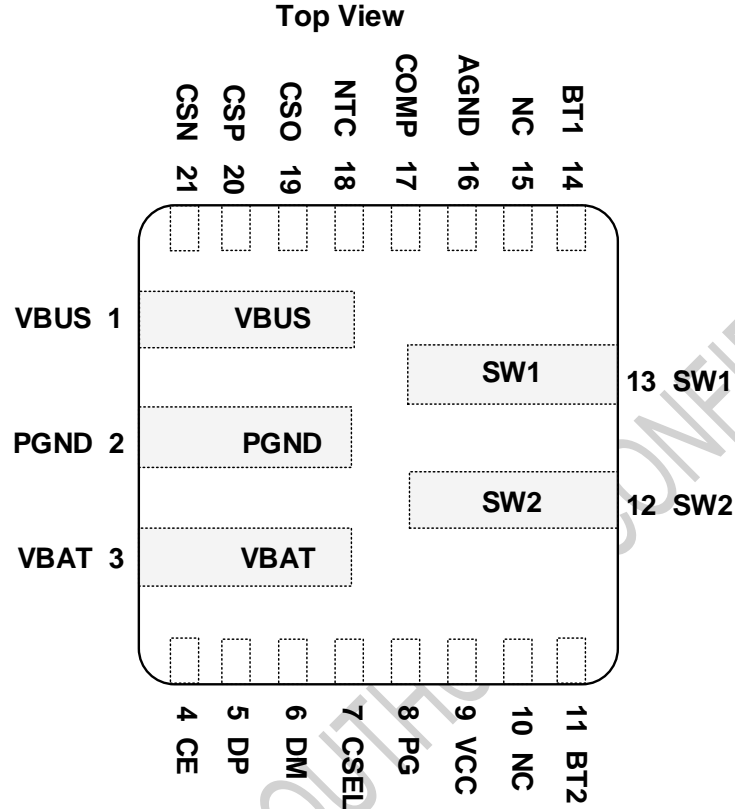 Top View
CSN 21
CSP 20
CSO 19
NTC 18
COMP 17
AGND 16
NC 15
BT1 14
VBUS 1
VBUS
SW1
13 SW1
PGND 2
PGND
SW2
12 SW2
VBAT 3
VBAT
4 CE
5 DP
6 DM
7 CSEL
8 PG
9 VCC
10 NC
11 BT2